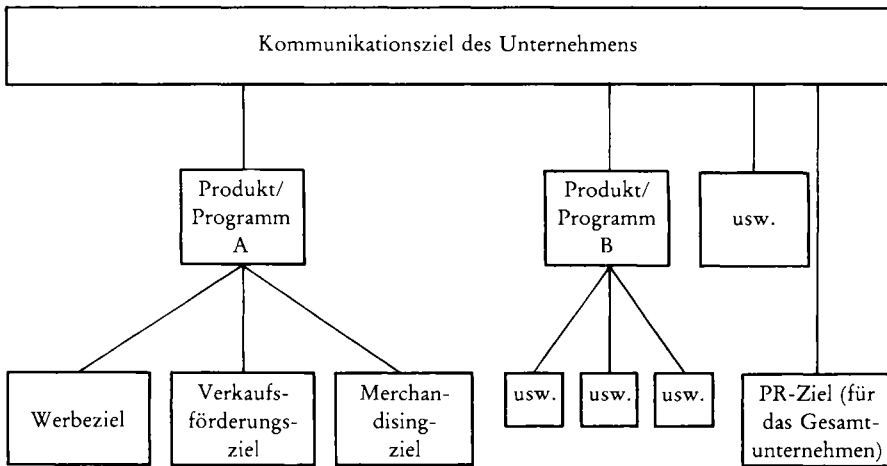 Kommunikationsziel des Unternehmens
Produkt/
Programm
A
Produkt/
Programm
B
usw.
Werbeziel
Verkaufs-
förderungs-
ziel
Merchan-
dising-
ziel
usw.
usw.
usw.
PR-Ziel (für
das Gesamt-
unternehmen)